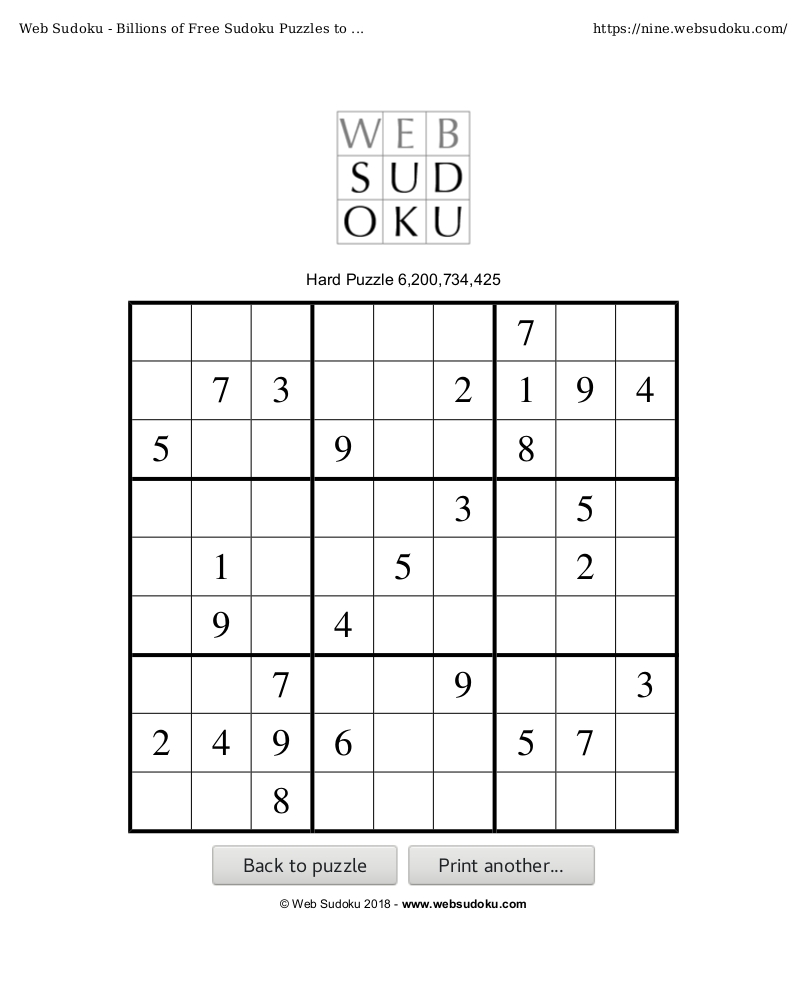 Web Sudoku - Billions of Free Sudoku Puzzles to ... https://nine.websudoku.com/
WEB
SUD
OKU
Hard Puzzle 6,200,734,425
7
7 3 2 1 9 4
5 9 8
3 5
1 5 2
9 4
7 9 3
2 4 9 6 5 7
8
Back to puzzle Print another...
© Web Sudoku 2018 - www.websudoku.com